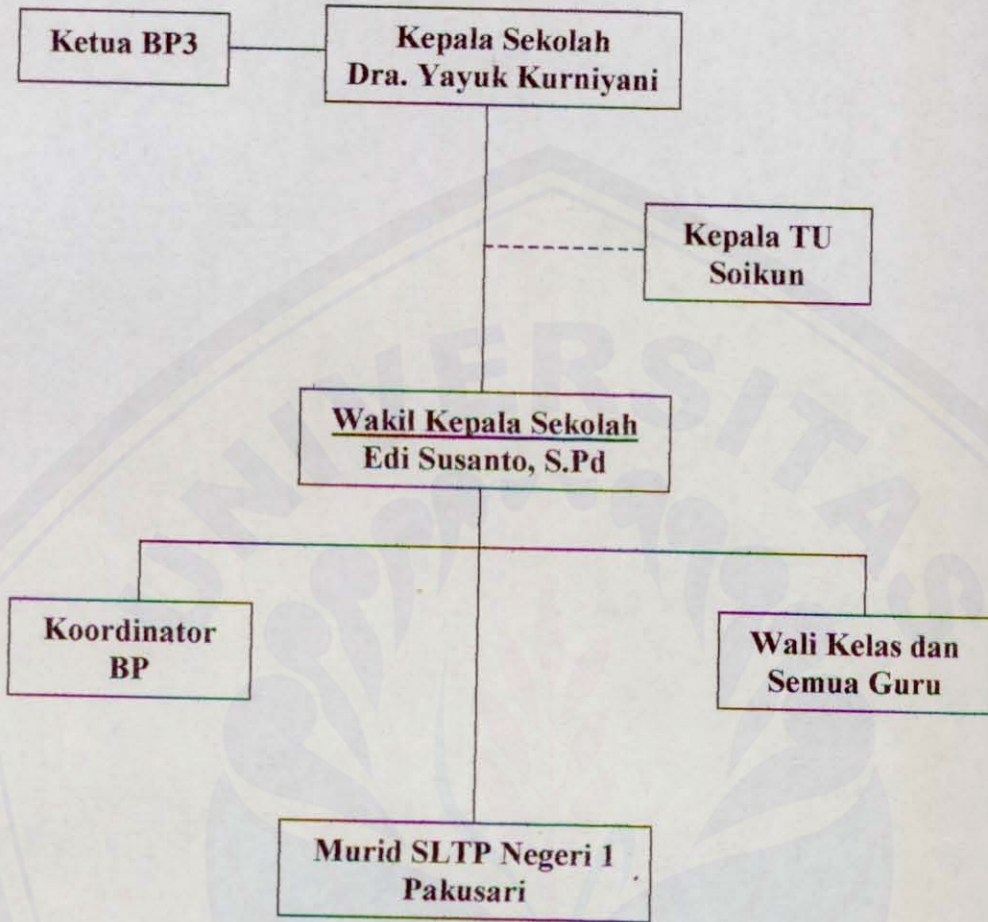 Ketua BP3
Kepala Sekolah
Dra. Yayuk Kurniyani
Kepala TU
Soikun
Wakil Kepala Sekolah
Edi Susanto, S.Pd
Koordinator
BP
Wali Kelas dan
Semua Guru
Murid SLTP Negeri 1
Pakusari
UNIVERSITAS